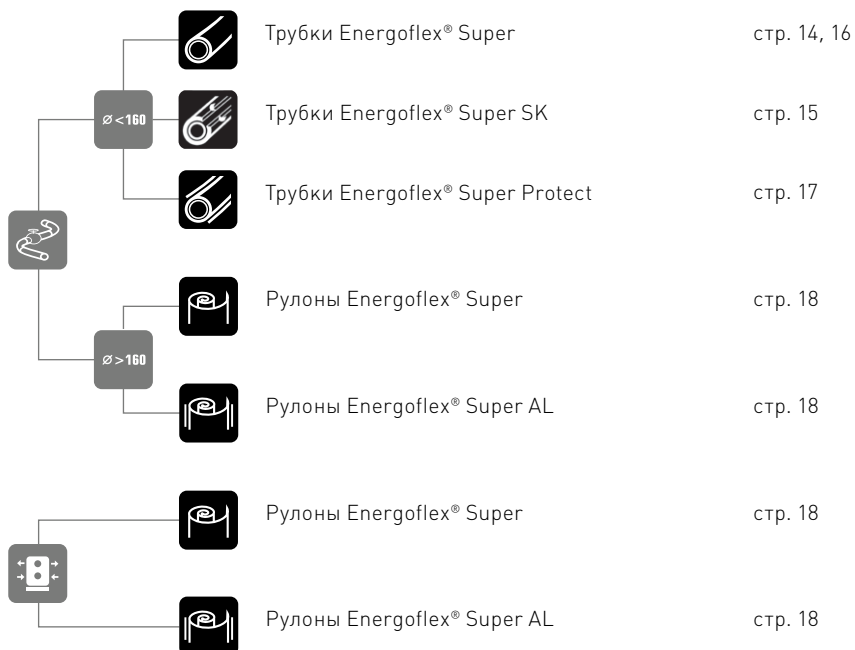 Трубки Energoflex® Super стр. 14, 16
ø<160
Трубки Energoflex® Super SK стр. 15
Трубки Energoflex® Super Protect стр. 17
Рулоны Energoflex® Super стр. 18
ø>160
Рулоны Energoflex® Super AL стр. 18
Рулоны Energoflex® Super стр. 18
Рулоны Energoflex® Super AL стр. 18